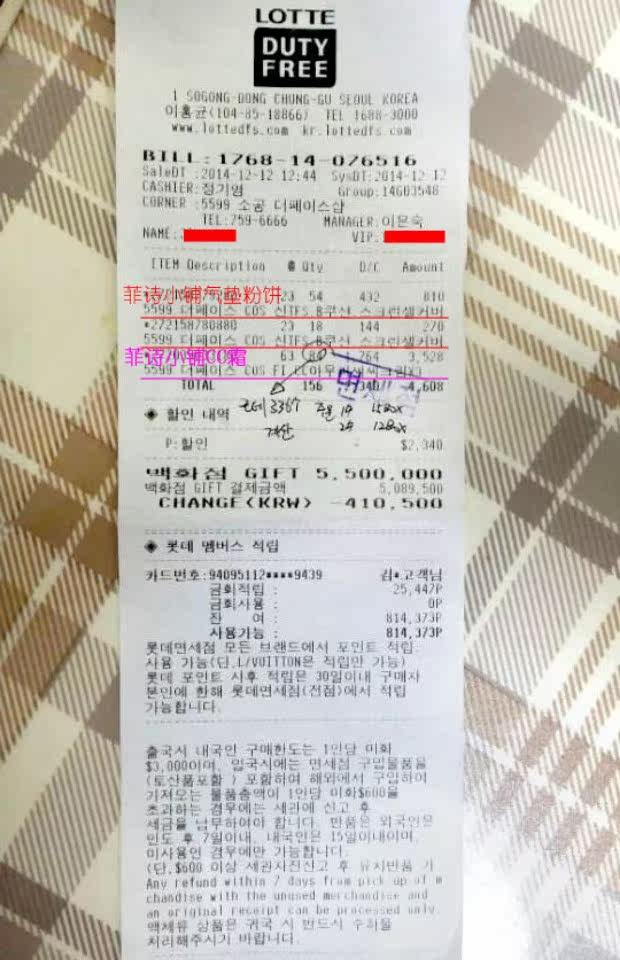 LOTTE
DUTY
FREE
1 SOGONG-DONG CHUNG-GU SEOUL KOREA
이홍균(104-85-18866) TEL 1688-3000
www.lottedfs.com kr.lottedfs.com
BILL:1768-14-076516
SaleDT :2014-12-12 12:44 SysDT:2014-12-12
CASHIER:정기영 Group:14G03548
CORNER :5599 소공 더페이스샵
TEL:759-6666 MANAGER:이은숙
NAME: VIP:
ITEM Description Qty D/C Amount
菲诗小铺气垫粉饼 23 54 432 810
5599 더페이스 COS 신TFS B쿠션 스크린셀커버
*272158780880 23 18 144 270
5599 더페이스 COS 신TFS B쿠션 스크린셀커버
菲诗小铺CC霜 63 84 764 3,528
5599 더페이스 COS FI CC
TOTAL 156 4,608
◈ 할인 내역
3367 15Box
12Box
P:할인 $2,340
백화점 GIFT 5,500,000
백화점 GIFT 결제금액 5,089,500
CHANGE(KRW) -410,500
◈ 롯데 멤버스 적립
카드번호:94095112****9439 김*고객님
금회적립 : 25,447P
금회사용 : 0P
잔 여 : 814,373P
사용가능 : 814,373P
롯데면세점 모든 브랜드에서 포인트 적립
사용 가능(단,L/VUITTON은 적립만 가능)
롯데 포인트 사후 적립은 30일이내 구매자
본인에 한해 롯데면세점(전점)에서 적립
가능합니다.
출국시 내국인 구매한도는 1인당 미화
$3,000이며, 입국시에는 면세점 구입물품을
(토산품포함 ) 포함하여 해외에서 구입하여
가져오는 물품총액이 1인당 미화$600을
초과하는 경우에는 세관에 신고 후
세금을 납부하여야 합니다. 반품은 외국인은
인도 후 7일이내, 내국인은 15일이내이며,
미사용인 경우에만 가능합니다.
(단,$600 이상 세관자진신고 후 유치반품 가
Any refund within 7 days from pick up of m
chandise with the unused merchandise and
an original receipt can be processed only.
액체류 상품은 귀국 시 반드시 수하물
처리해주시기 바랍니다.